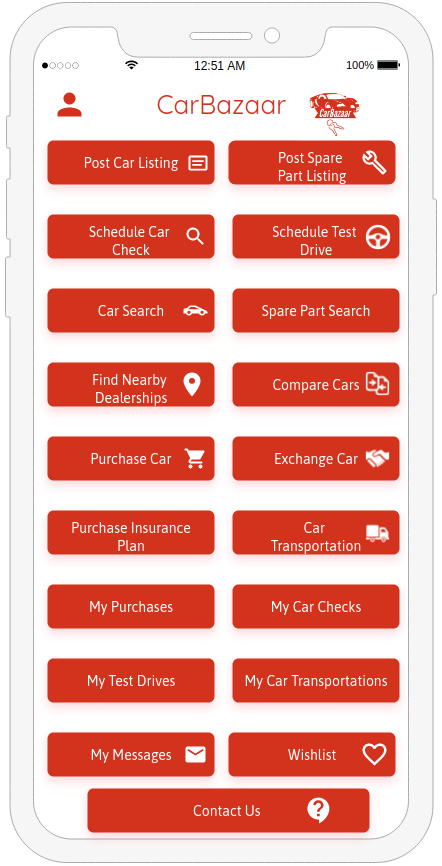 12:51 AM
100%
CarBazaar
CarBazaar
Post Car Listing
Post Spare
Part Listing
Schedule Car
Check
Schedule Test
Drive
Car Search
Spare Part Search
Find Nearby
Dealerships
Compare Cars
Purchase Car
Exchange Car
Purchase Insurance
Plan
Car
Transportation
My Purchases
My Car Checks
My Test Drives
My Car Transportations
My Messages
Wishlist
Contact Us